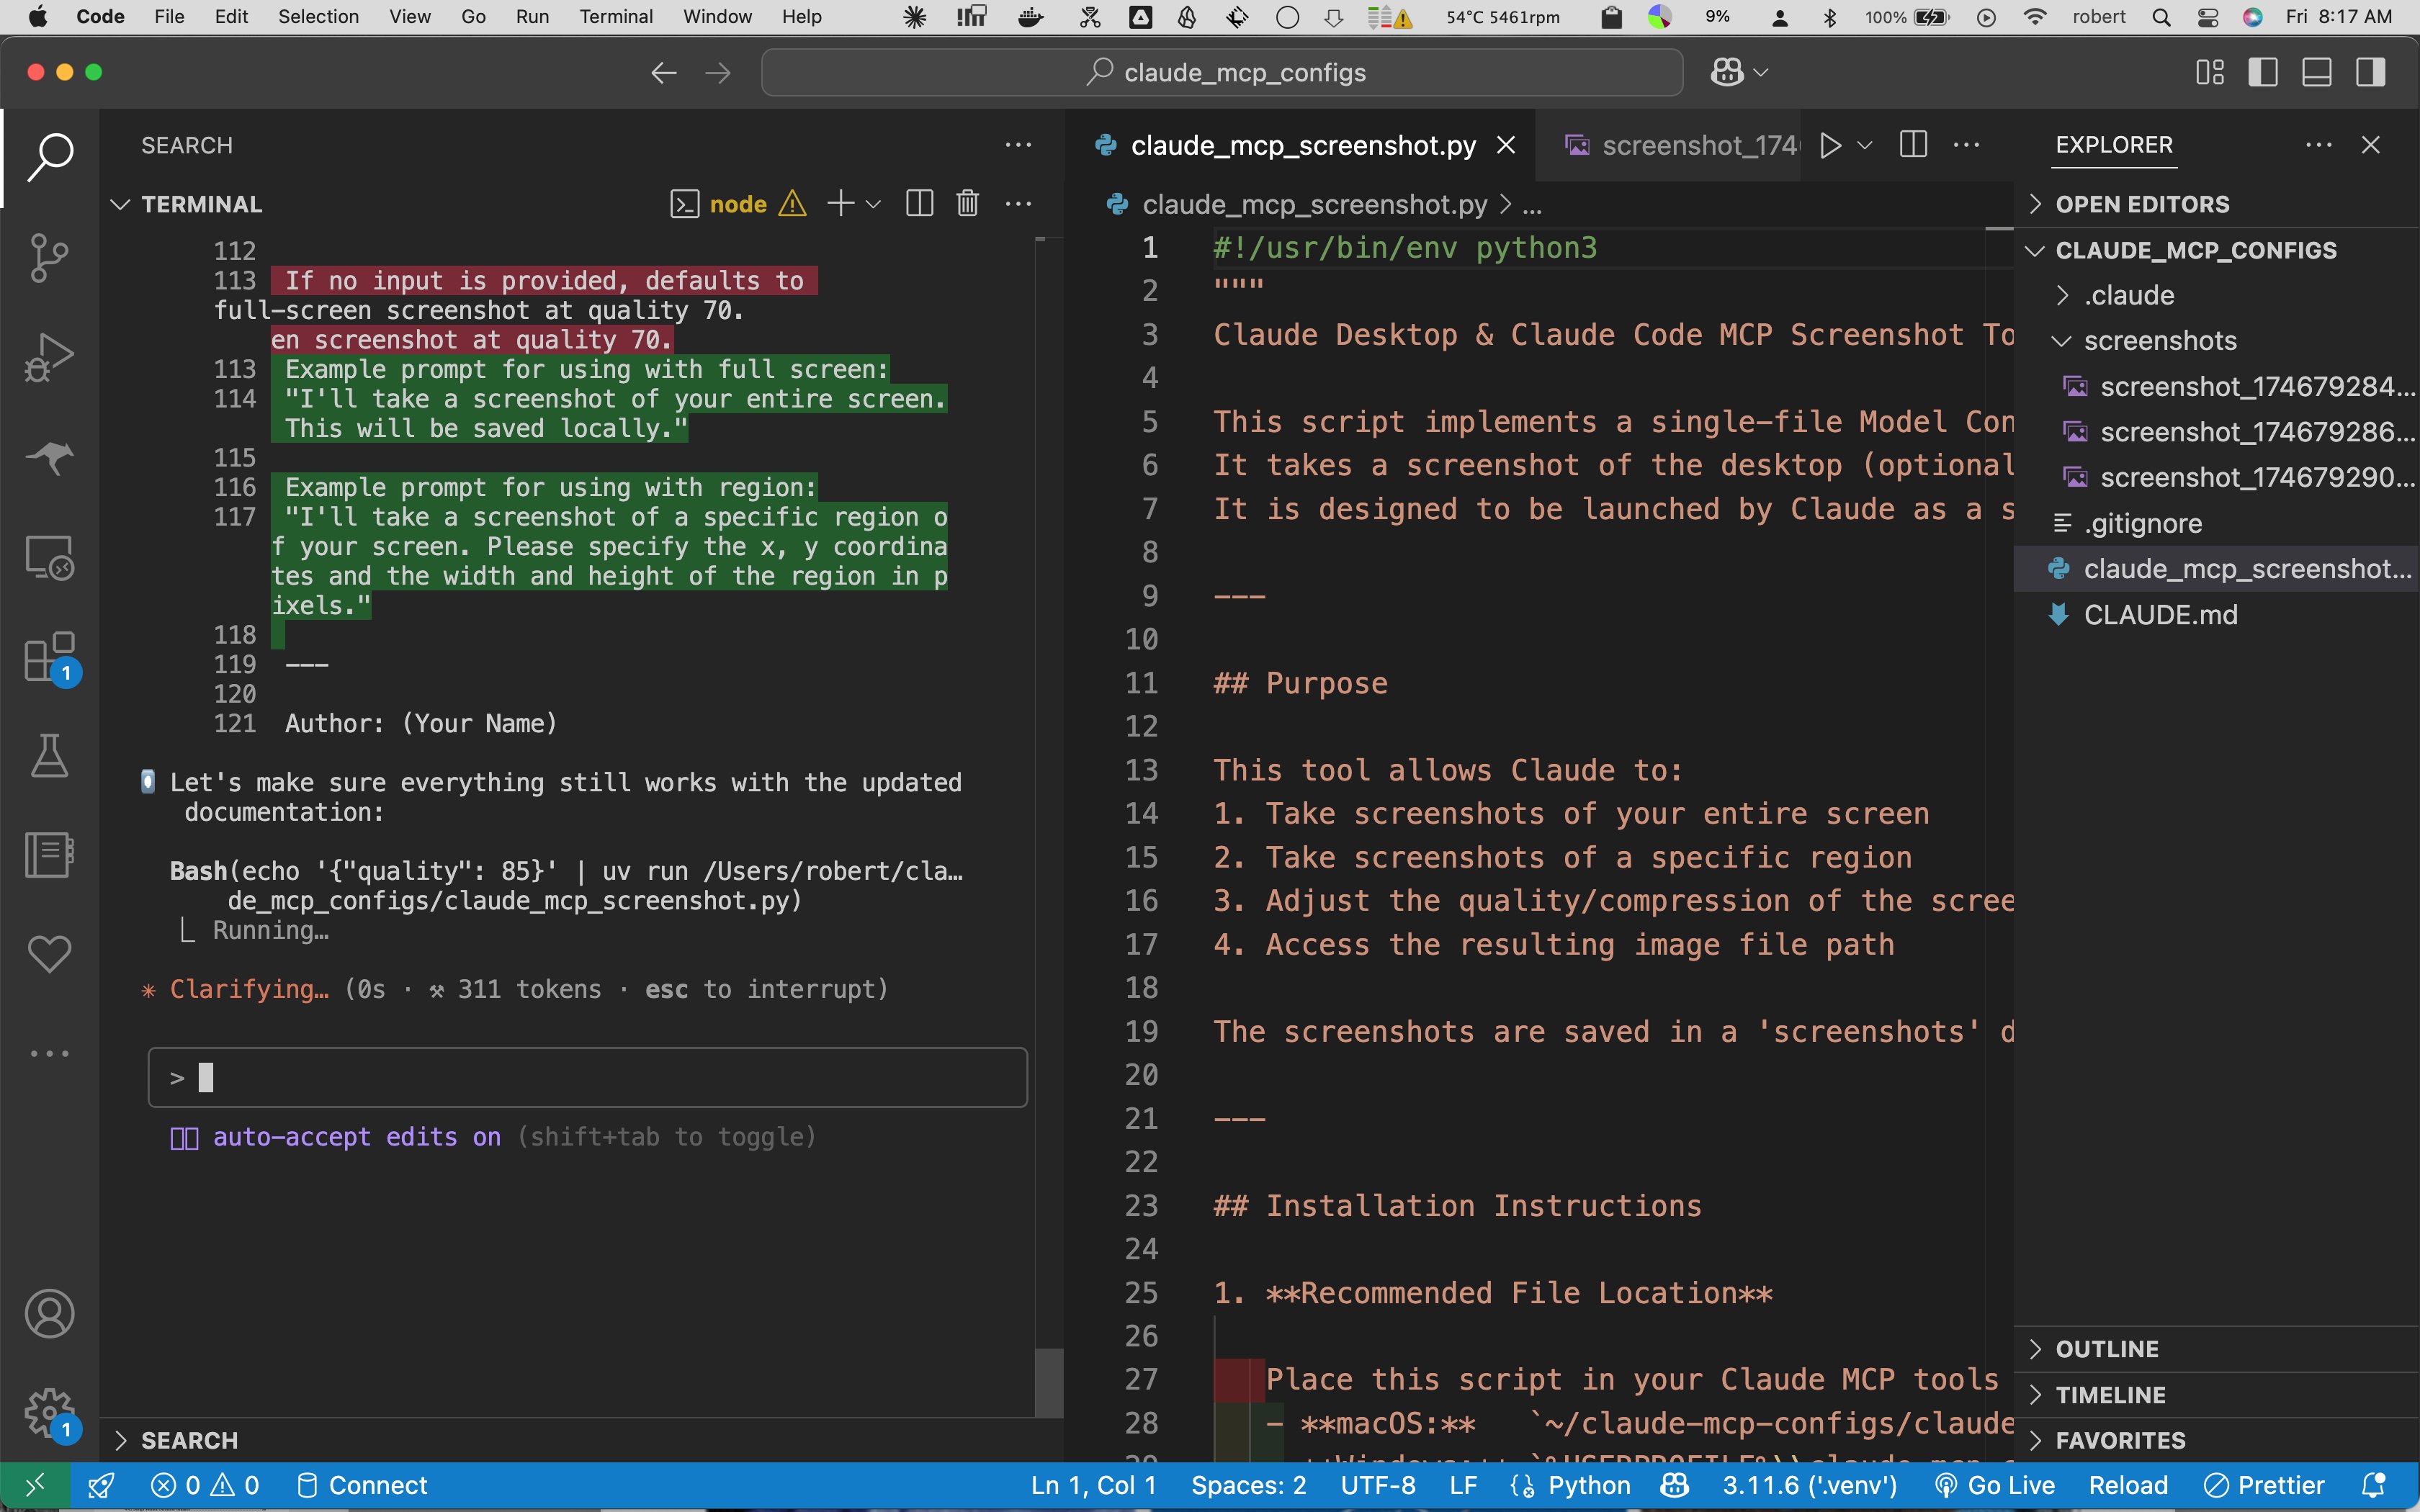 Code File Edit Selection View Go Run Terminal Window Help 54°C 5461rpm 9% 100% robert Fri 8:17 AM
claude_mcp_configs
SEARCH
TERMINAL
node
112
113 If no input is provided, defaults to
full-screen screenshot at quality 70.
en screenshot at quality 70.
113 Example prompt for using with full screen:
114 "I'll take a screenshot of your entire screen.
This will be saved locally."
115
116 Example prompt for using with region:
117 "I'll take a screenshot of a specific region o
f your screen. Please specify the x, y coordina
tes and the width and height of the region in p
ixels."
118
119 ---
120
121 Author: (Your Name)
Let's make sure everything still works with the updated
documentation:
Bash(echo '{"quality": 85}' | uv run /Users/robert/cla…
de_mcp_configs/claude_mcp_screenshot.py)
Running…
Clarifying… (0s · ⚒ 311 tokens · esc to interrupt)
>
auto-accept edits on (shift+tab to toggle)
SEARCH
claude_mcp_screenshot.py screenshot_174
claude_mcp_screenshot.py > ...
1 #!/usr/bin/env python3
2 """
3 Claude Desktop & Claude Code MCP Screenshot To
4
5 This script implements a single-file Model Con
6 It takes a screenshot of the desktop (optional
7 It is designed to be launched by Claude as a s
8
9 ---
10
11 ## Purpose
12
13 This tool allows Claude to:
14 1. Take screenshots of your entire screen
15 2. Take screenshots of a specific region
16 3. Adjust the quality/compression of the scree
17 4. Access the resulting image file path
18
19 The screenshots are saved in a 'screenshots' d
20
21 ---
22
23 ## Installation Instructions
24
25 1. **Recommended File Location**
26
27 Place this script in your Claude MCP tools
28 - **macOS:** `~/claude-mcp-configs/claude
EXPLORER
OPEN EDITORS
CLAUDE_MCP_CONFIGS
.claude
screenshots
screenshot_174679284...
screenshot_174679286...
screenshot_174679290...
.gitignore
claude_mcp_screenshot...
CLAUDE.md
OUTLINE
TIMELINE
FAVORITES
1
1
0 0 Connect Ln 1, Col 1 Spaces: 2 UTF-8 LF Python 3.11.6 ('.venv') Go Live Reload Prettier